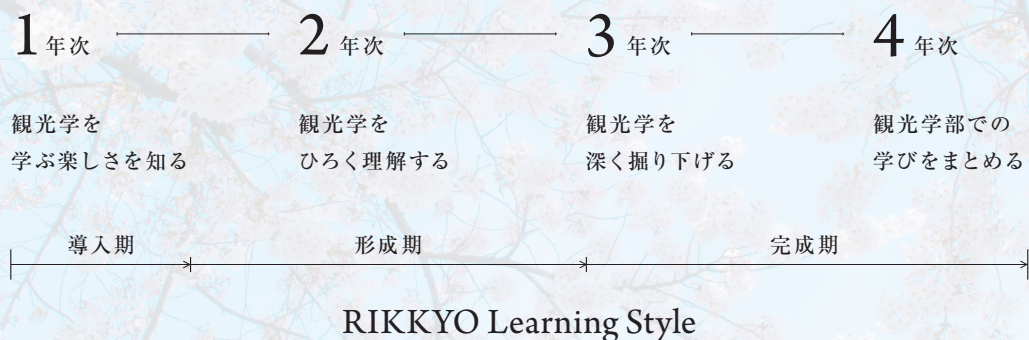 1 年次
2 年次
3 年次
4 年次
観光学を
学ぶ楽しさを知る
観光学を
ひろく理解する
観光学を
深く掘り下げる
観光学部での
学びをまとめる
導入期
形成期
完成期
RIKKYO Learning Style